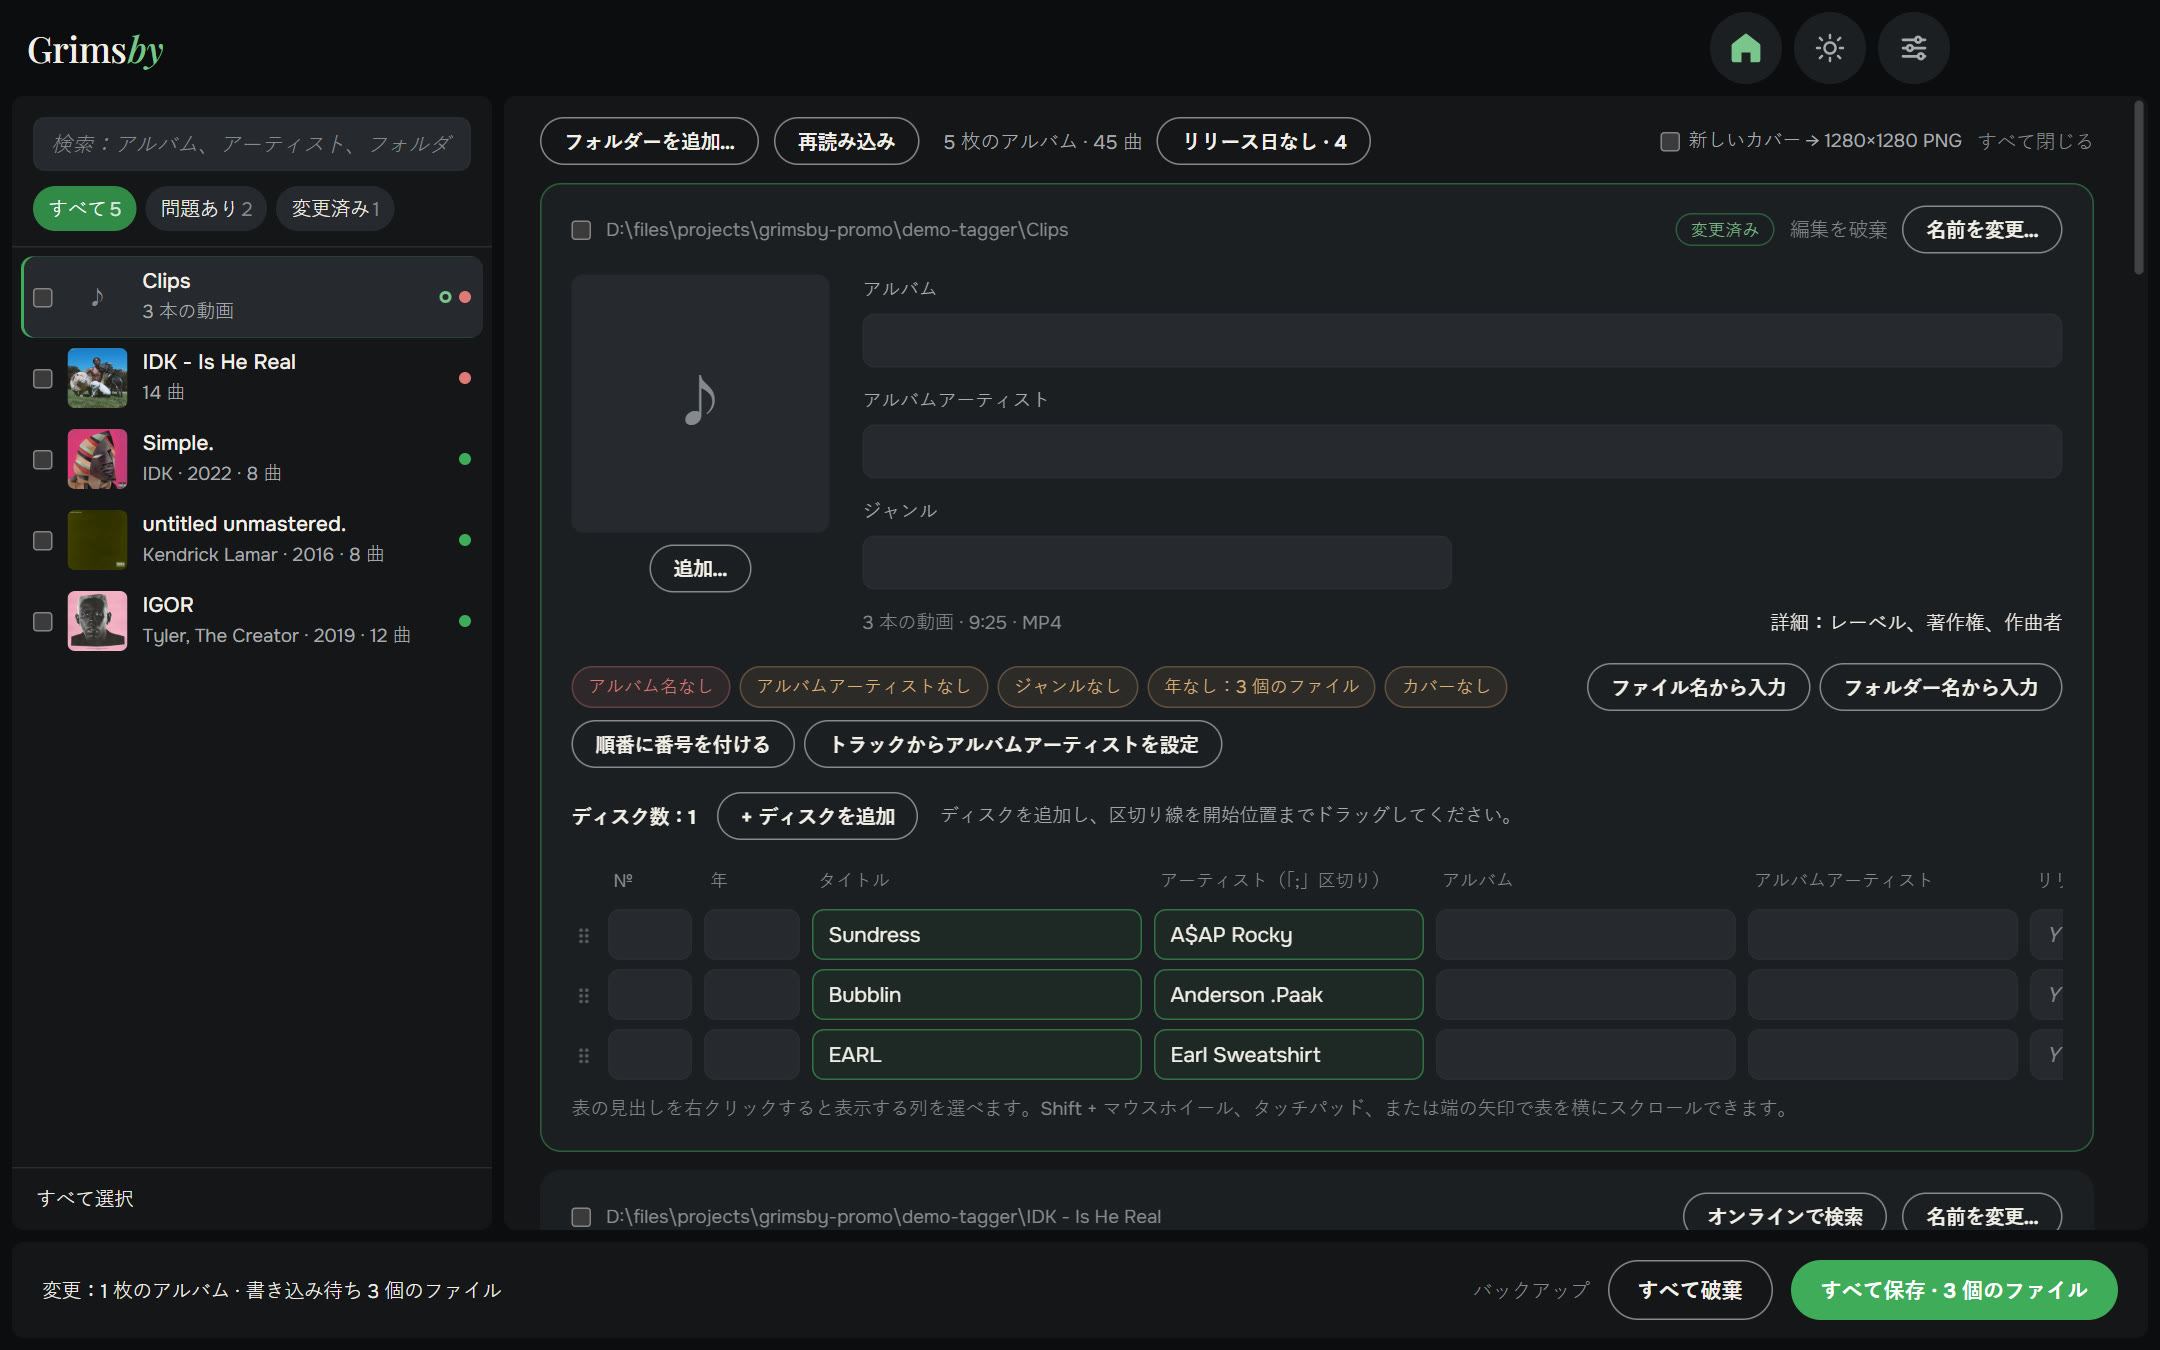 Grimsby
検索：アルバム、アーティスト、フォルダ
すべて 5
問題あり 2
変更済み 1
Clips
3 本の動画
IDK - Is He Real
14 曲
Simple.
IDK · 2022 · 8 曲
untitled unmastered.
Kendrick Lamar · 2016 · 8 曲
IGOR
Tyler, The Creator · 2019 · 12 曲
すべて選択
フォルダーを追加...
再読み込み
5 枚のアルバム · 45 曲
リリース日なし · 4
新しいカバー → 1280×1280 PNG
すべて閉じる
D:\files\projects\grimsby-promo\demo-tagger\Clips
変更済み
編集を破棄
名前を変更...
アルバム
アルバムアーティスト
ジャンル
追加...
3 本の動画 · 9:25 · MP4
詳細：レーベル、著作権、作曲者
アルバム名なし
アルバムアーティストなし
ジャンルなし
年なし：3 個のファイル
カバーなし
ファイル名から入力
フォルダー名から入力
順番に番号を付ける
トラックからアルバムアーティストを設定
ディスク数：1
+ ディスクを追加
ディスクを追加し、区切り線を開始位置までドラッグしてください。
№ 年 タイトル アーティスト（「;」区切り） アルバム アルバムアーティスト リリ
Sundress A$AP Rocky Y
Bubblin Anderson .Paak Y
EARL Earl Sweatshirt Y
表の見出しを右クリックすると表示する列を選べます。Shift + マウスホイール、タッチパッド、または端の矢印で表を横にスクロールできます。
D:\files\projects\grimsby-promo\demo-tagger\IDK - Is He Real
オンラインで検索
名前を変更...
変更：1 枚のアルバム · 書き込み待ち 3 個のファイル
バックアップ
すべて破棄
すべて保存 · 3 個のファイル